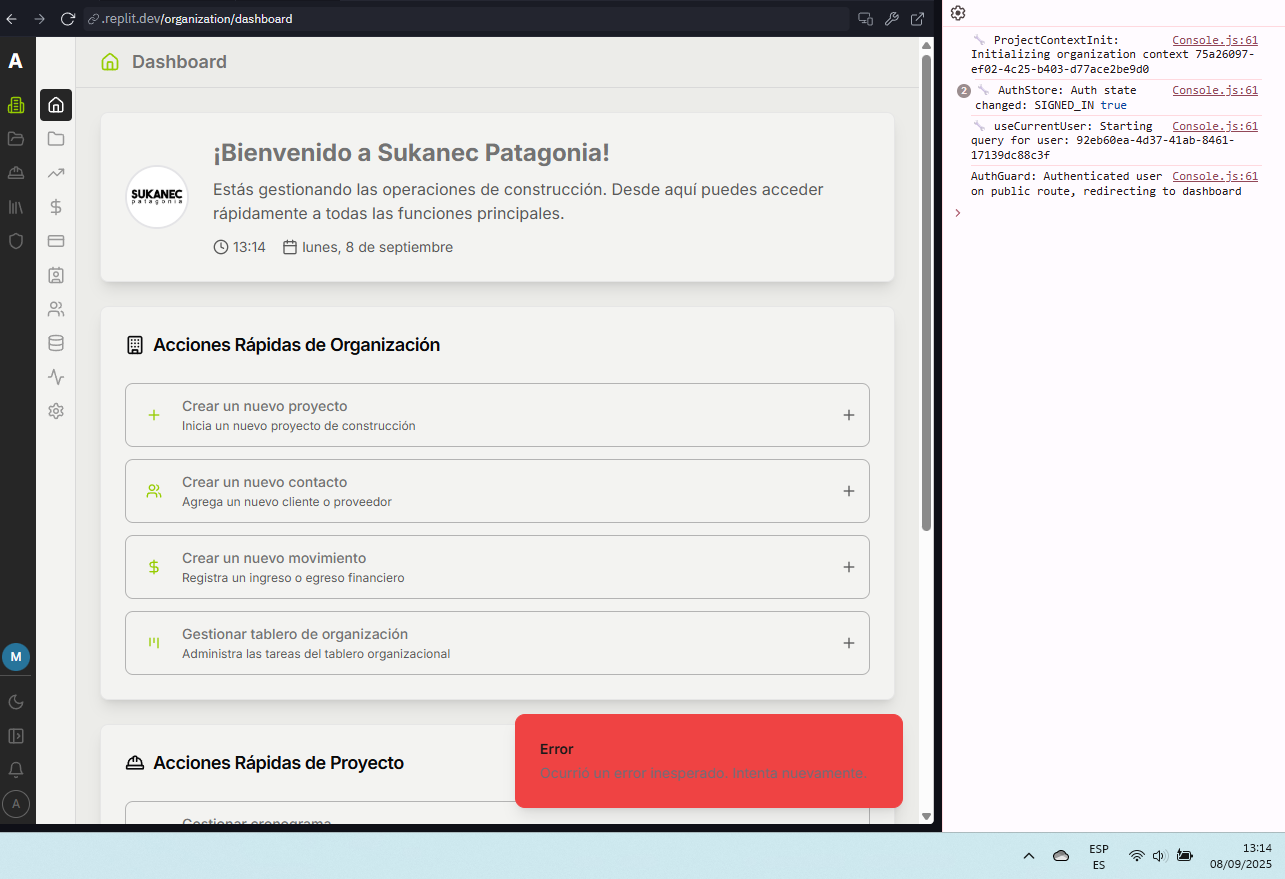 .replit.dev/organization/dashboard
A
Dashboard
SUKANEC
patagonia
¡Bienvenido a Sukanec Patagonia!
Estás gestionando las operaciones de construcción. Desde aquí puedes acceder
rápidamente a todas las funciones principales.
13:14 lunes, 8 de septiembre
Acciones Rápidas de Organización
Crear un nuevo proyecto
Inicia un nuevo proyecto de construcción
Crear un nuevo contacto
Agrega un nuevo cliente o proveedor
Crear un nuevo movimiento
Registra un ingreso o egreso financiero
Gestionar tablero de organización
Administra las tareas del tablero organizacional
Acciones Rápidas de Proyecto
Gestionar cronograma
Error
Ocurrió un error inesperado. Intenta nuevamente.
M
A
ProjectContextInit: Console.js:61
Initializing organization context 75a26097-
ef02-4c25-b403-d77ace2be9d0
2 AuthStore: Auth state Console.js:61
changed: SIGNED_IN true
useCurrentUser: Starting Console.js:61
query for user: 92eb60ea-4d37-41ab-8461-
17139dc88c3f
AuthGuard: Authenticated user Console.js:61
on public route, redirecting to dashboard
ESP
ES
13:14
08/09/2025